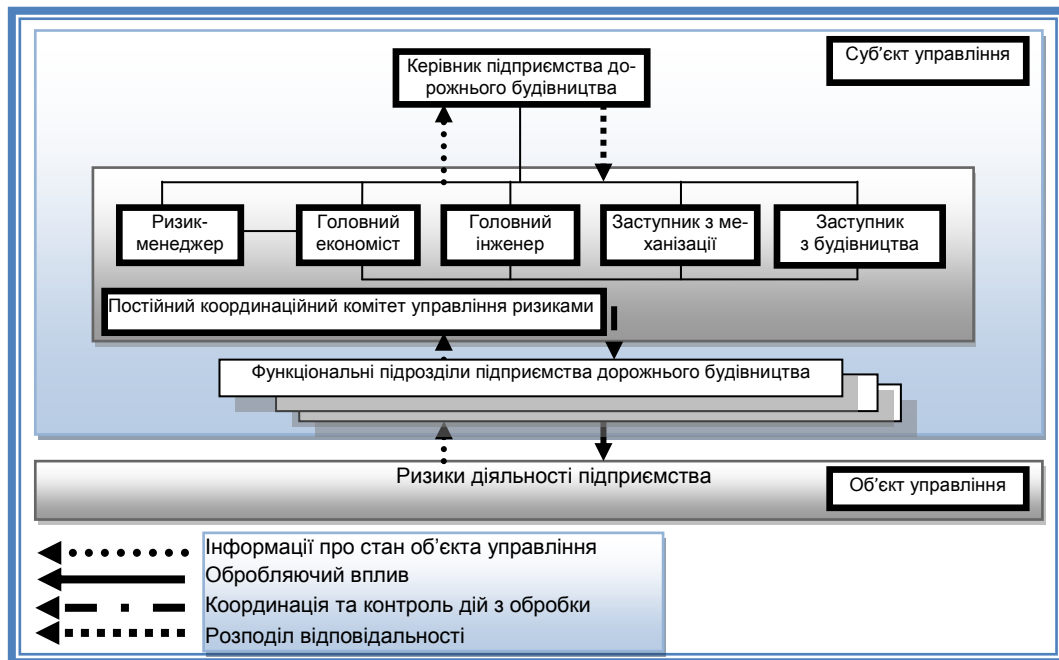 Суб’єкт управління
Керівник підприємства до-
рожнього будівництва
Ризик-
менеджер
Головний
економіст
Головний
інженер
Заступник з ме-
ханізації
Заступник
з будівництва
Постійний координаційний комітет управління ризиками
Функціональні підрозділи підприємства дорожнього будівництва
Ризики діяльності підприємства
Об’єкт управління
Інформації про стан об’єкта управління
Обробляючий вплив
Координація та контроль дій з обробки
Розподіл відповідальності